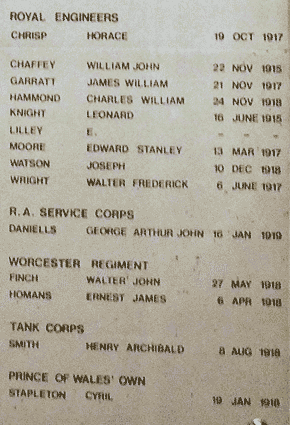 ROYAL ENGINEERS
CHRISP HORACE 19 OCT 1917
CHAFFEY WILLIAM JOHN 22 NOV 1915
GARRATT JAMES WILLIAM 21 NOV 1917
HAMMOND CHARLES WILLIAM 24 NOV 1918
KNIGHT LEONARD 16 JUNE 1915
LILLEY E. - - -
MOORE EDWARD STANLEY 13 MAR 1917
WATSON JOSEPH 10 DEC 1918
WRIGHT WALTER FREDERICK 6 JUNE 1917
R.A. SERVICE CORPS
DANIELLS GEORGE ARTHUR JOHN 16 JAN 1919
WORCESTER REGIMENT
FINCH WALTER JOHN 27 MAY 1918
HOMANS ERNEST JAMES 6 APR 1918
TANK CORPS
SMITH HENRY ARCHIBALD 8 AUG 1918
PRINCE OF WALES' OWN
STAPLETON CYRIL 19 JAN 1918